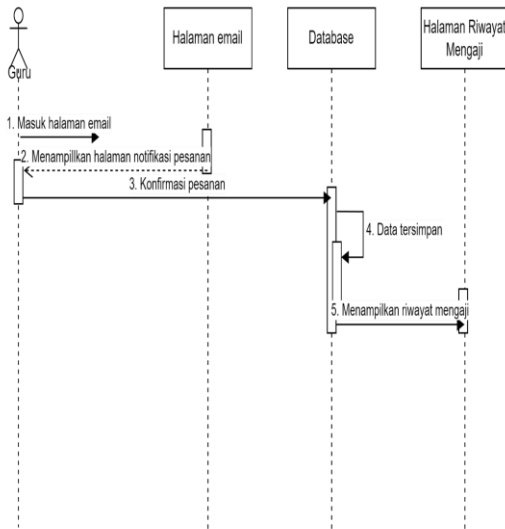 Guru
Halaman email
Database
Halaman Riwayat
Mengaji
1. Masuk halaman email
2. Menampillkan halaman notifikasi pesanan
3. Konfirmasi pesanan
4. Data tersimpan
5. Menampilkan riwayat mengaji